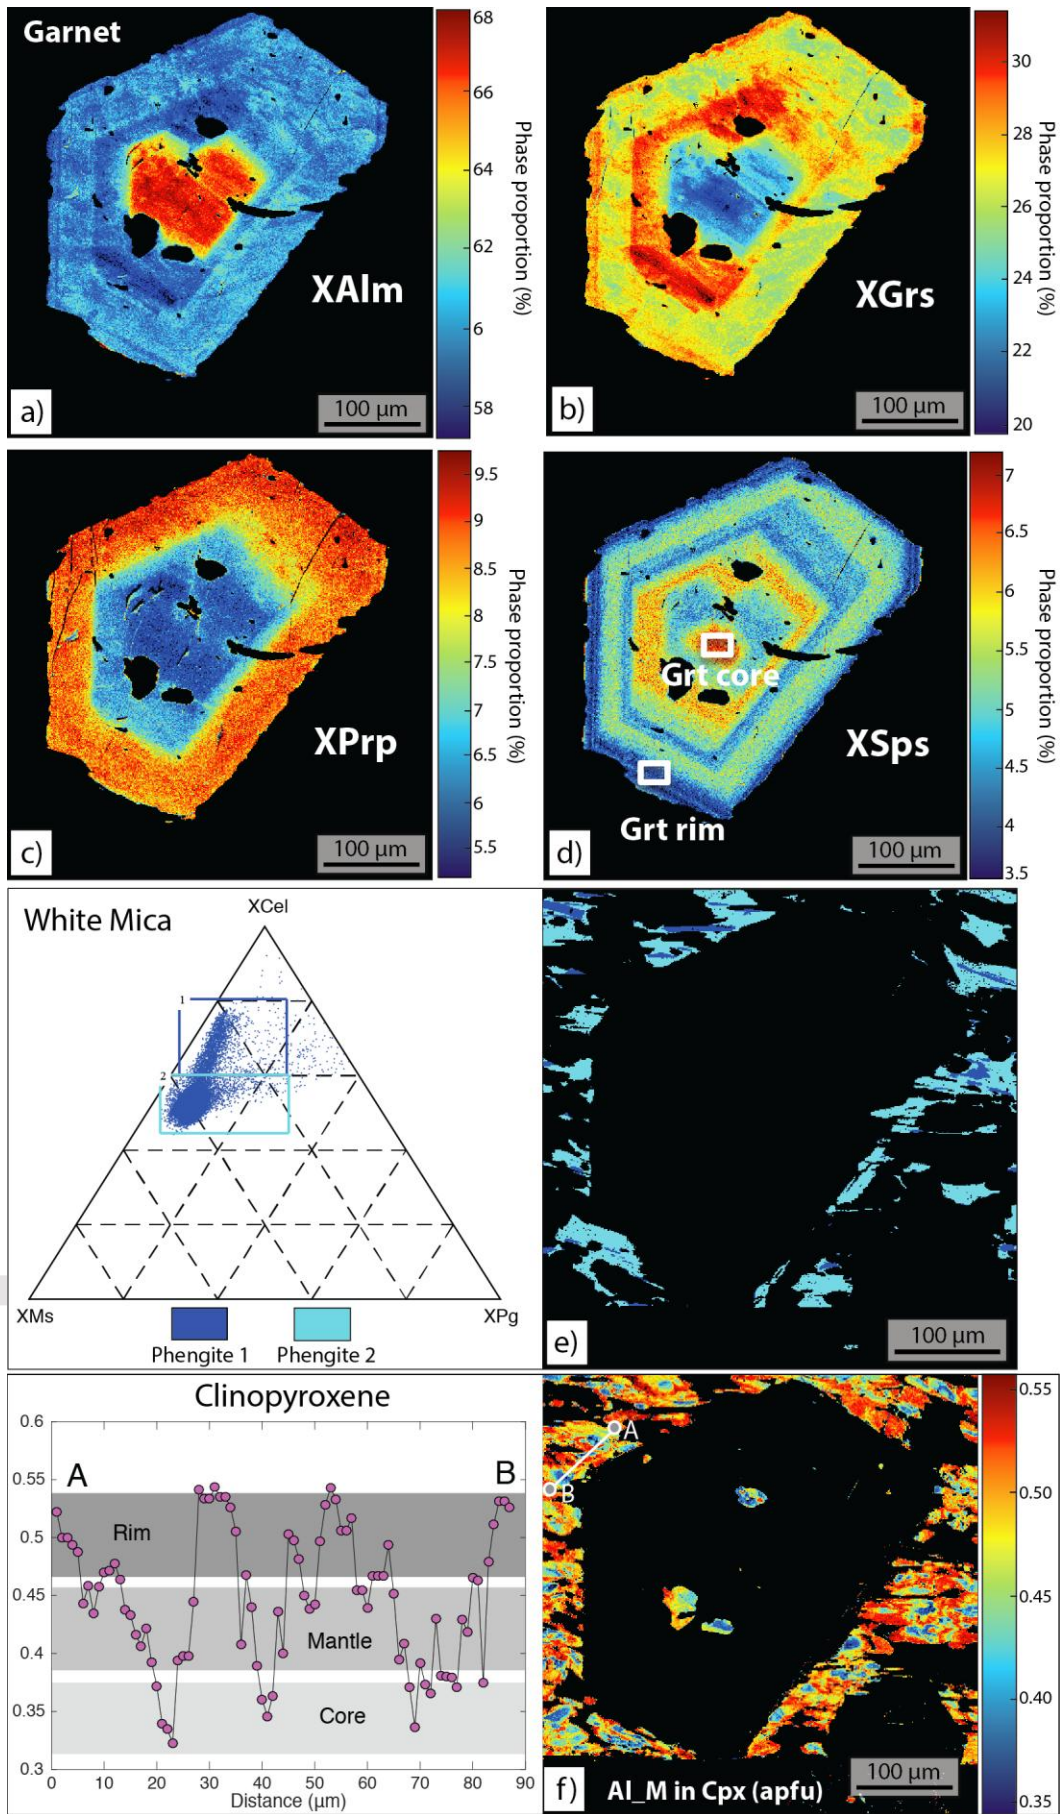 Garnet
XAlm
a)
100 µm
68
66
64
62
6
58
Phase proportion (%)
XGrs
b)
100 µm
30
28
26
24
22
20
Phase proportion (%)
XPrp
c)
100 µm
9.5
9
8.5
8
7.5
7
6.5
6
5.5
Phase proportion (%)
Grt core
XSps
Grt rim
d)
100 µm
7
6.5
6
5.5
5
4.5
4
3.5
Phase proportion (%)
White Mica
XCel
1
2
XMs
XPg
Phengite 1
Phengite 2
e)
100 µm
Clinopyroxene
0.6
0.55
0.5
0.45
0.4
0.35
0.3
A
B
Rim
Mantle
Core
0 10 20 30 40 50 60 70 80 90
Distance (µm)
A
B
f)
Al_M in Cpx (apfu)
100 µm
0.55
0.50
0.45
0.40
0.35